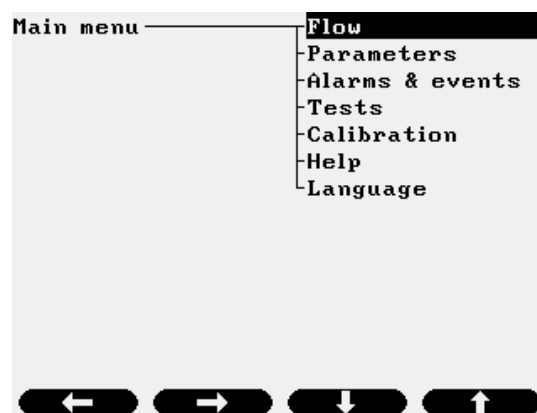 Main menu
Flow
Parameters
Alarms & events
Tests
Calibration
Help
Language